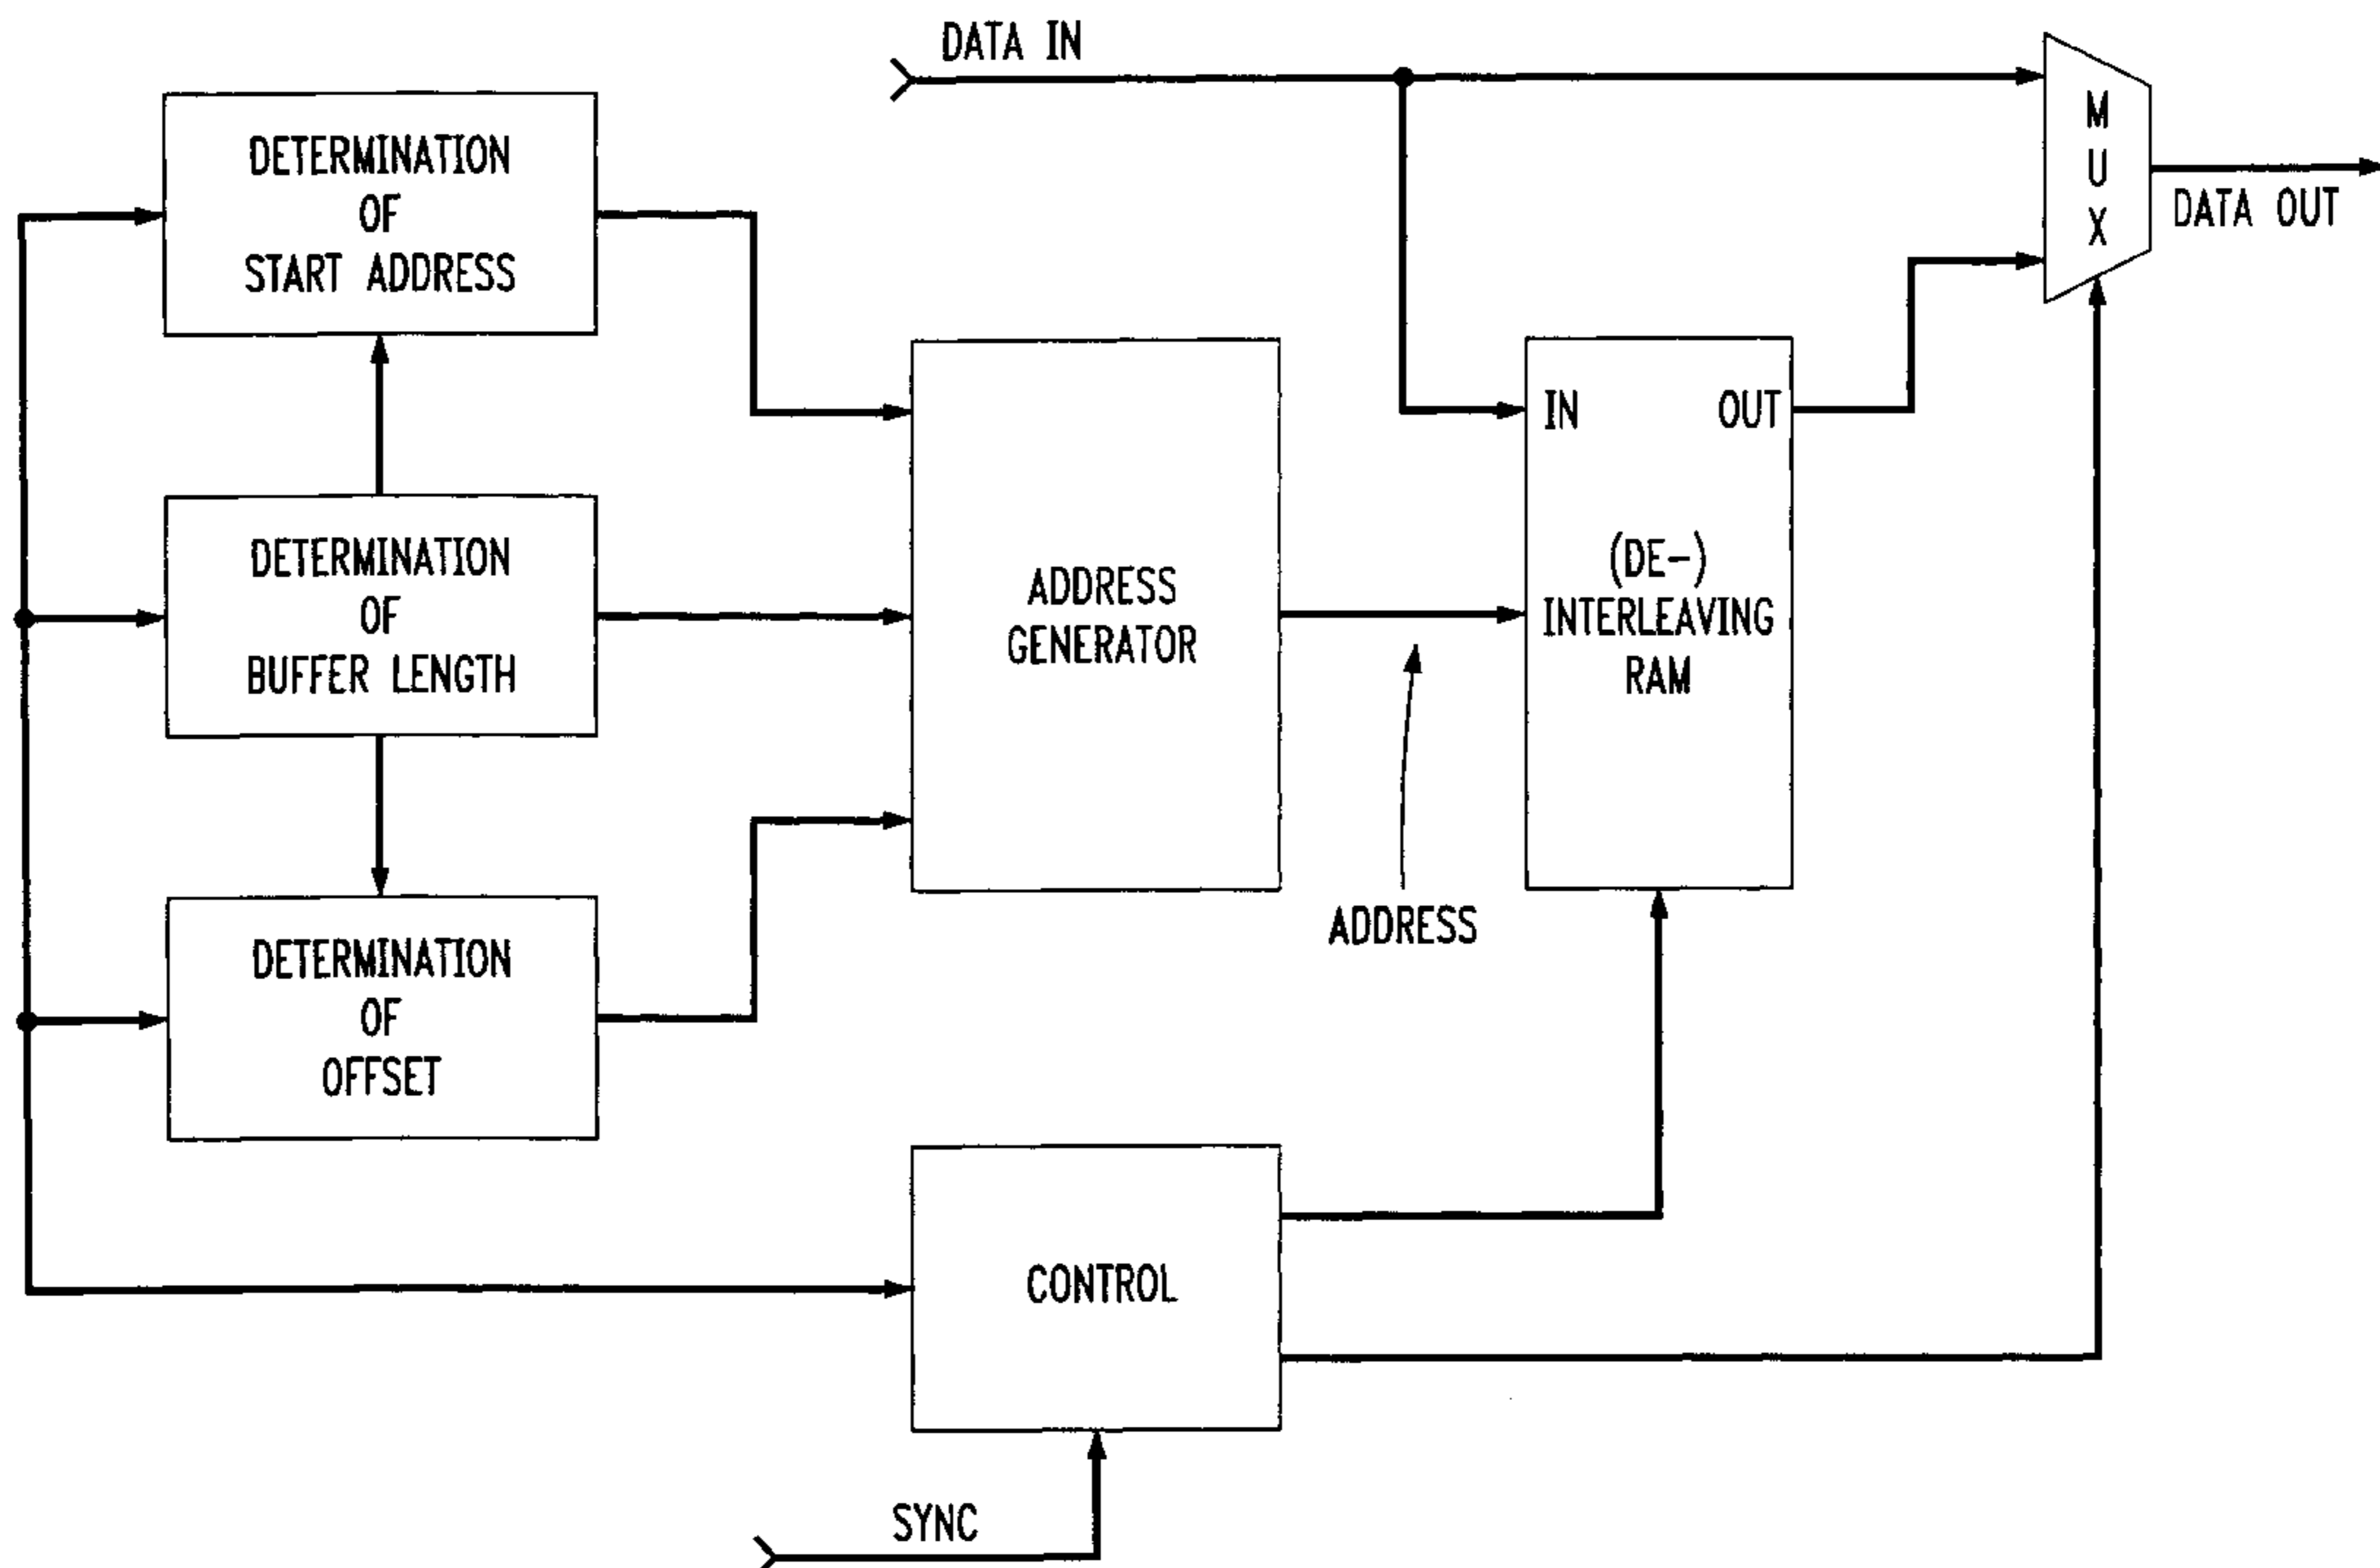 DATA IN
MUX
DATA OUT
DETERMINATION
OF
START ADDRESS
DETERMINATION
OF
BUFFER LENGTH
DETERMINATION
OF
OFFSET
ADDRESS
GENERATOR
IN
OUT
(DE-)
INTERLEAVING
RAM
ADDRESS
CONTROL
SYNC